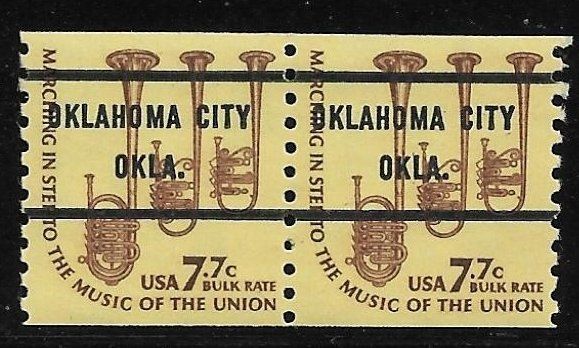 OKLAHOMA CITY
OKLA.
MARCHING IN STEP TO THE MUSIC OF THE UNION
USA 7.7c
BULK RATE
OKLAHOMA CITY
OKLA.
MARCHING IN STEP TO THE MUSIC OF THE UNION
USA 7.7c
BULK RATE